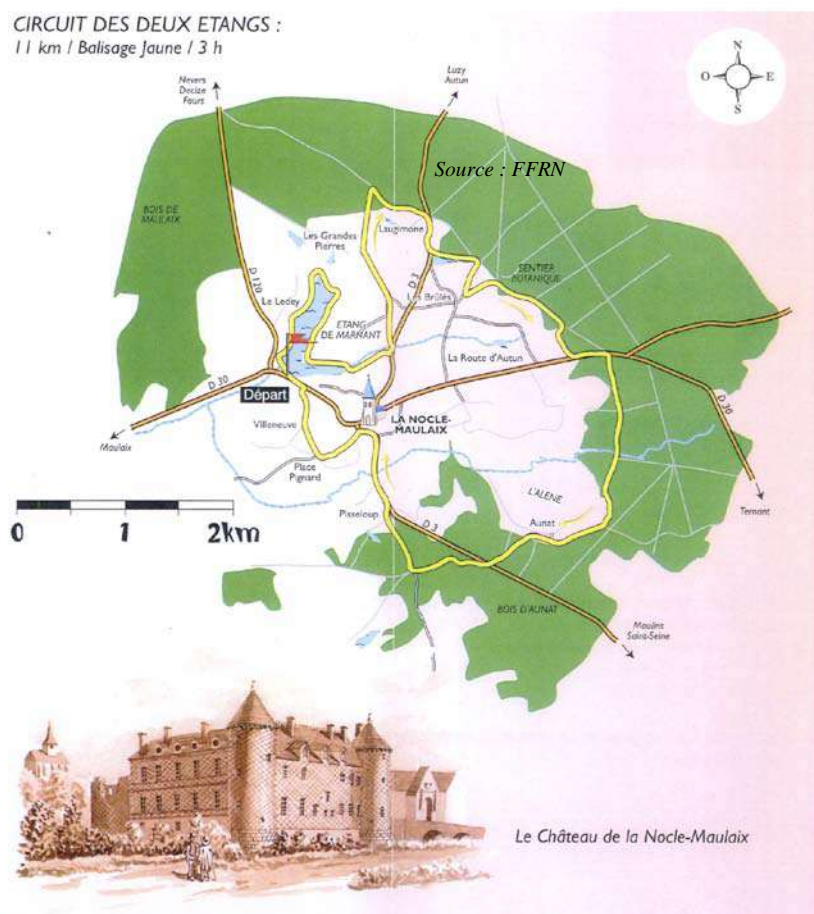 CIRCUIT DES DEUX ETANGS :
11 km / Balisage Jaune / 3 h
Nevers
Decize
Fours
Luzy
Autun
N
O
E
S
Source : FFRN
BOIS DE
MAULAIX
Les Grandes
Pierres
Laugimone
SENTIER
BOTANIQUE
D 120
D 3
Le Ledey
Les Brûlés
ETANG
DE MARNANT
La Route d'Autun
D 30
Départ
D 30
Villeneuve
LA NOCLE-
MAULAIX
Maulaix
Place
Pignard
L'ALENE
Ternant
Pisseloup
D 3
Aunat
0 1 2km
BOIS D'AUNAT
Moulins
Saint-Seine
Le Château de la Nocle-Maulaix